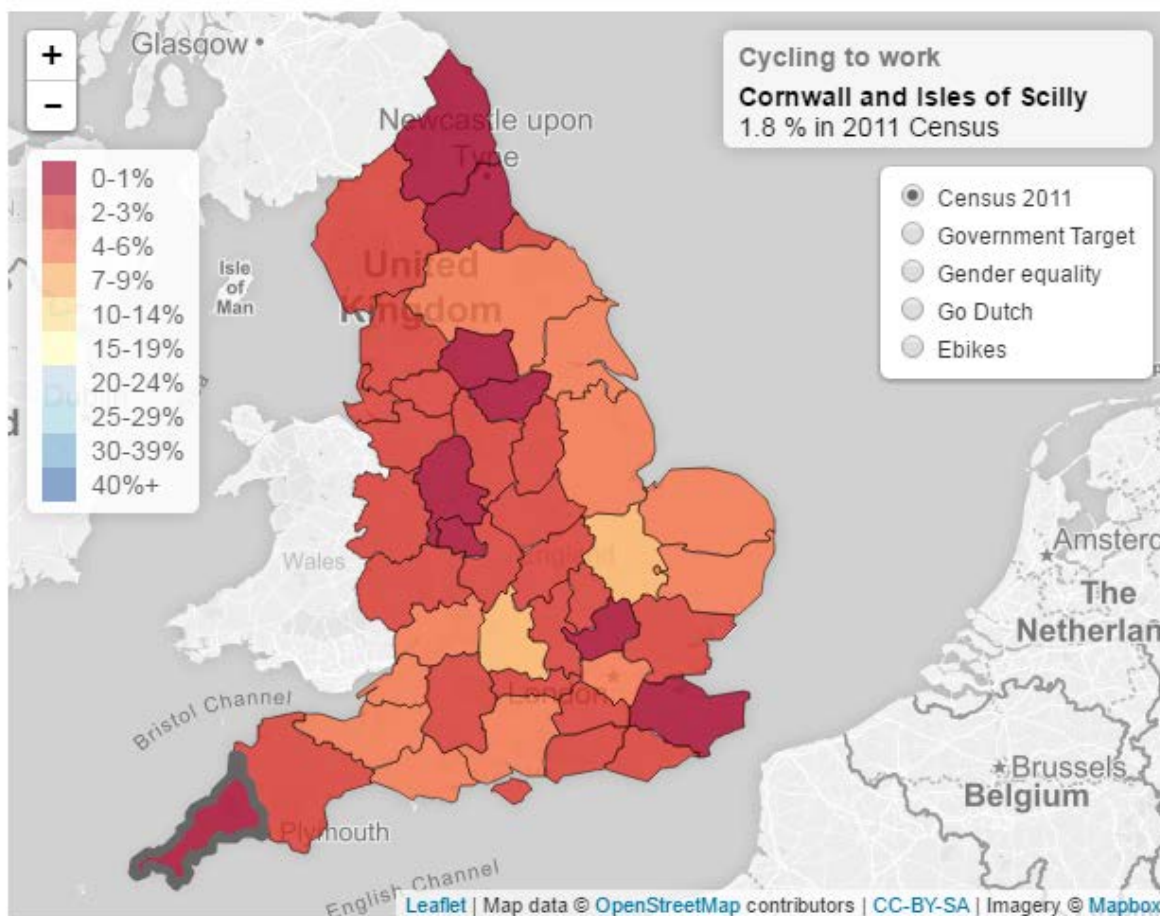 Glasgow
+
−
Newcastle upon
Type
Cycling to work
Cornwall and Isles of Scilly
1.8 % in 2011 Census
Census 2011
Government Target
Gender equality
Go Dutch
Ebikes
0-1%
2-3%
4-6%
7-9%
10-14%
15-19%
20-24%
25-29%
30-39%
40%+
Isle
of
Man
United
Kingdom
Wales
England
London
Amsterd
The
Netherlan
Brussels
Belgium
Bristol Channel
Plymouth
English Channel
Leaflet | Map data © OpenStreetMap contributors | CC-BY-SA | Imagery © Mapbox